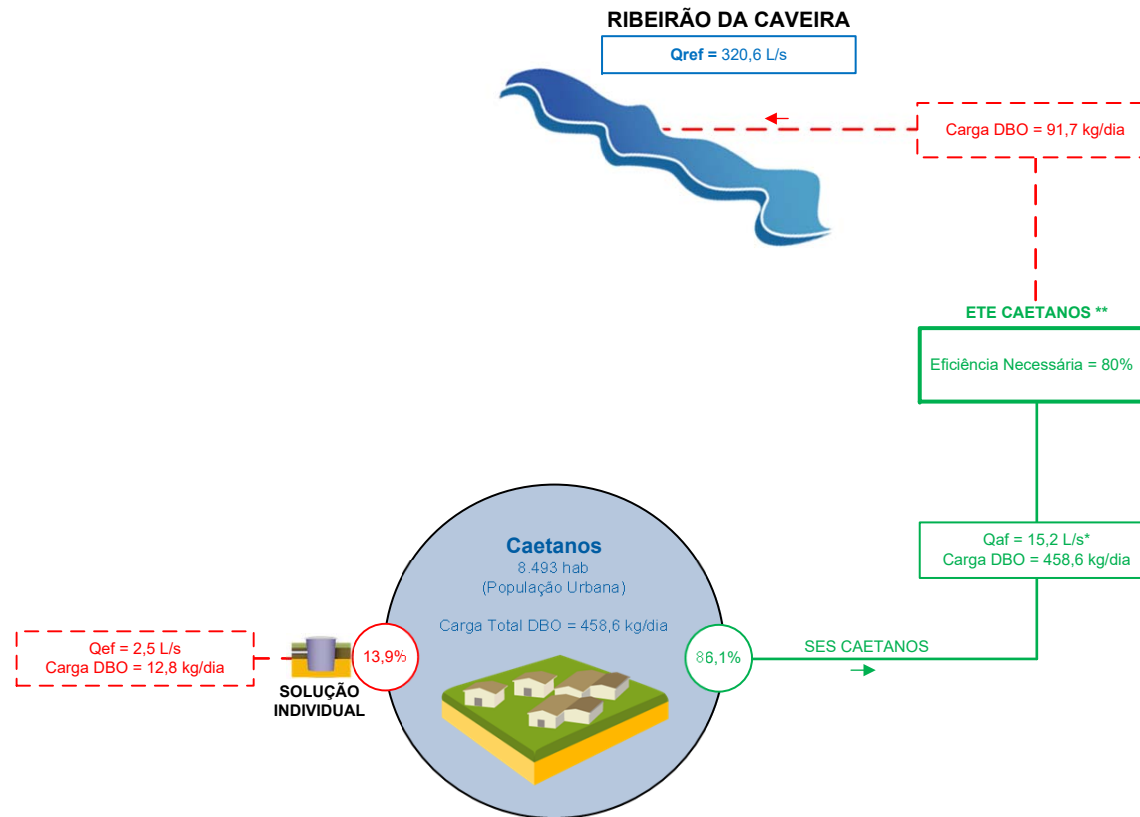 RIBEIRÃO DA CAVEIRA
Qref = 320,6 L/s
Carga DBO = 91,7 kg/dia
ETE CAETANOS **
Eficiência Necessária = 80%
Qaf = 15,2 L/s*
Carga DBO = 458,6 kg/dia
Caetanos
8.493 hab
(População Urbana)
Carga Total DBO = 458,6 kg/dia
Qef = 2,5 L/s
Carga DBO = 12,8 kg/dia
SOLUÇÃO
INDIVIDUAL
13,9%
86,1%
SES CAETANOS